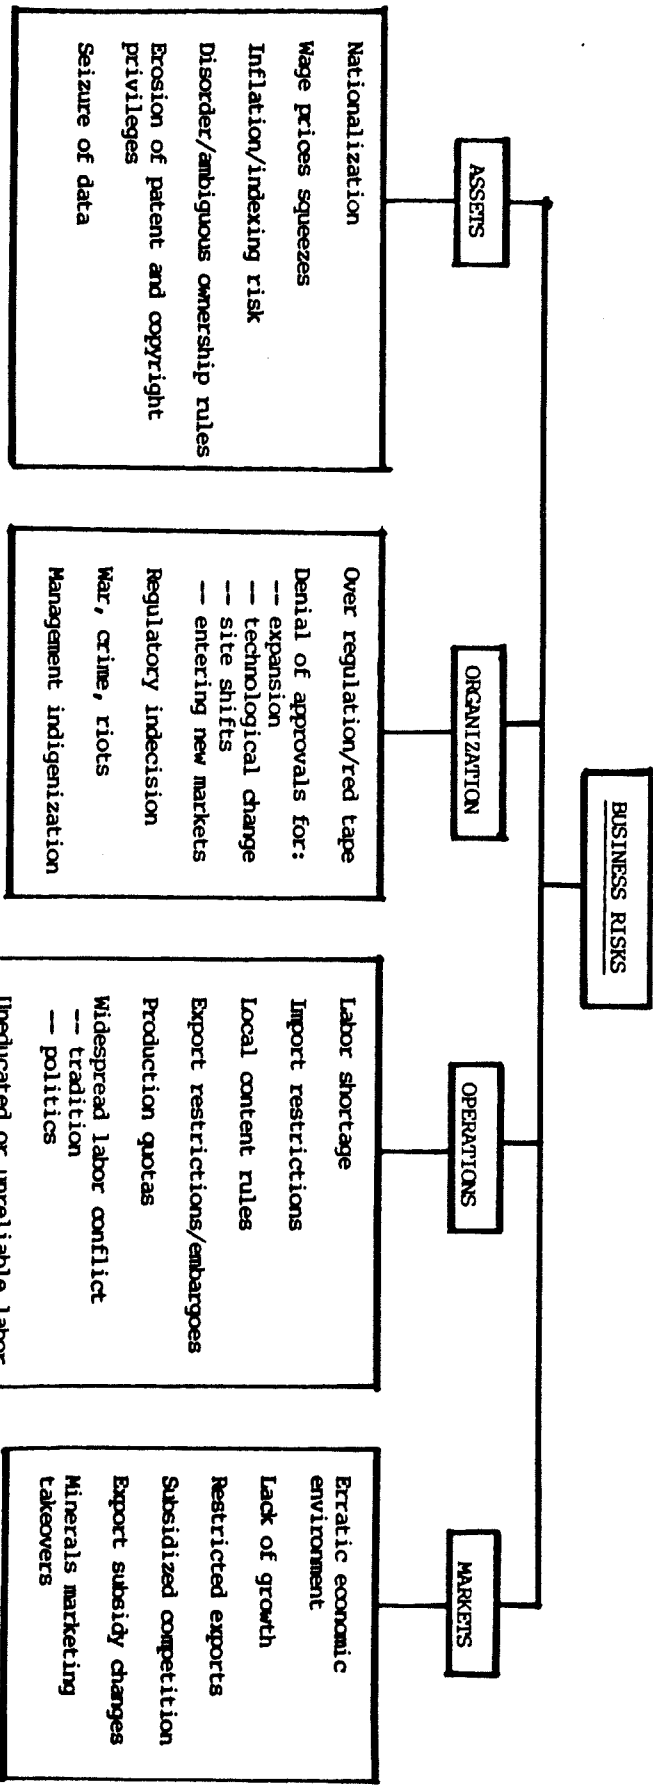 BUSINESS RISKS
ASSETS
Nationalization
Wage prices squeezes
Inflation/indexing risk
Disorder/ambiguous ownership rules
Erosion of patent and copyright
privileges
Seizure of data
ORGANIZATION
Over regulation/red tape
Denial of approvals for:
-- expansion
-- technological change
-- site shifts
-- entering new markets
Regulatory indecision
War, crime, riots
Management indigenization
OPERATIONS
Labor shortage
Import restrictions
Local content rules
Export restrictions/embargoes
Production quotas
Widespread labor conflict
-- tradition
-- politics
Uneducated or unreliable labor
MARKETS
Erratic economic
environment
Lack of growth
Restricted exports
Subsidized competition
Export subsidy changes
Minerals marketing
takeovers